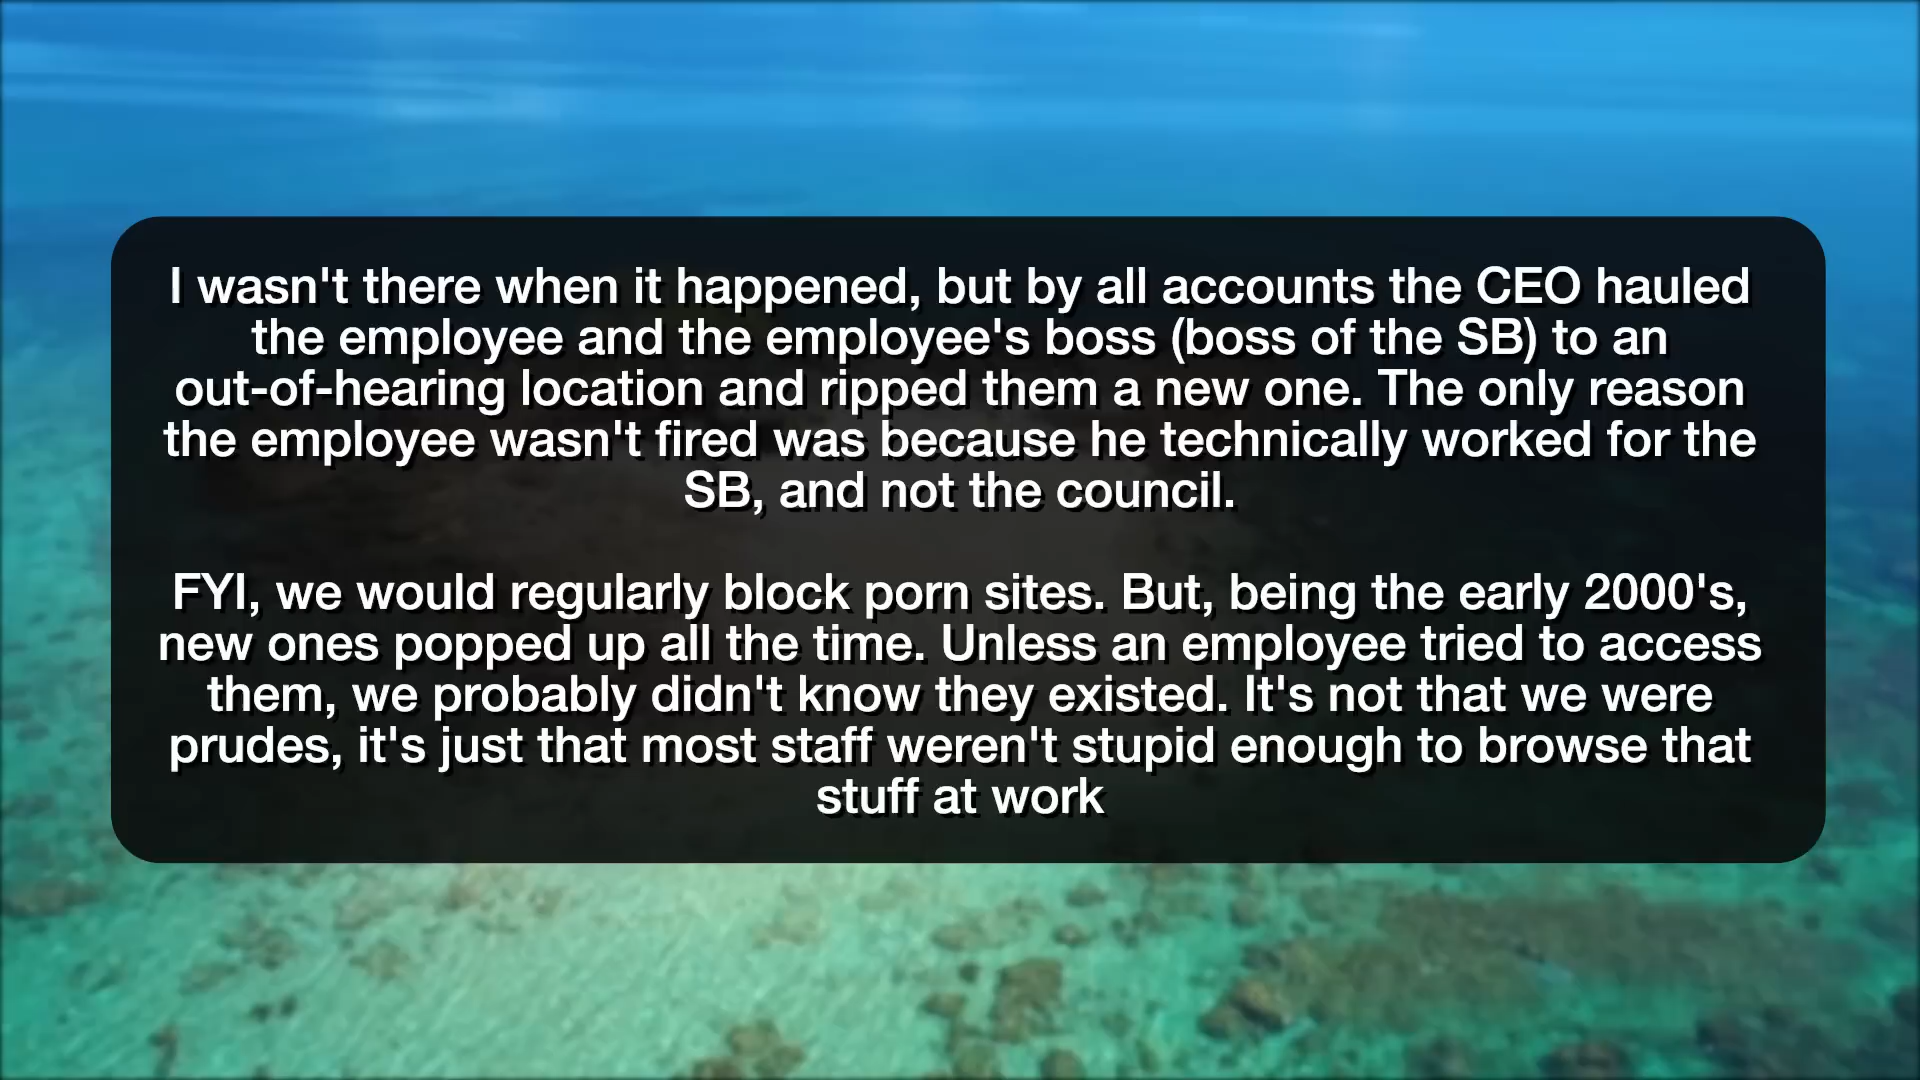 I wasn't there when it happened, but by all accounts the CEO hauled
the employee and the employee's boss (boss of the SB) to an
out-of-hearing location and ripped them a new one. The only reason
the employee wasn't fired was because he technically worked for the
SB, and not the council.
FYI, we would regularly block porn sites. But, being the early 2000's,
new ones popped up all the time. Unless an employee tried to access
them, we probably didn't know they existed. It's not that we were
prudes, it's just that most staff weren't stupid enough to browse that
stuff at work